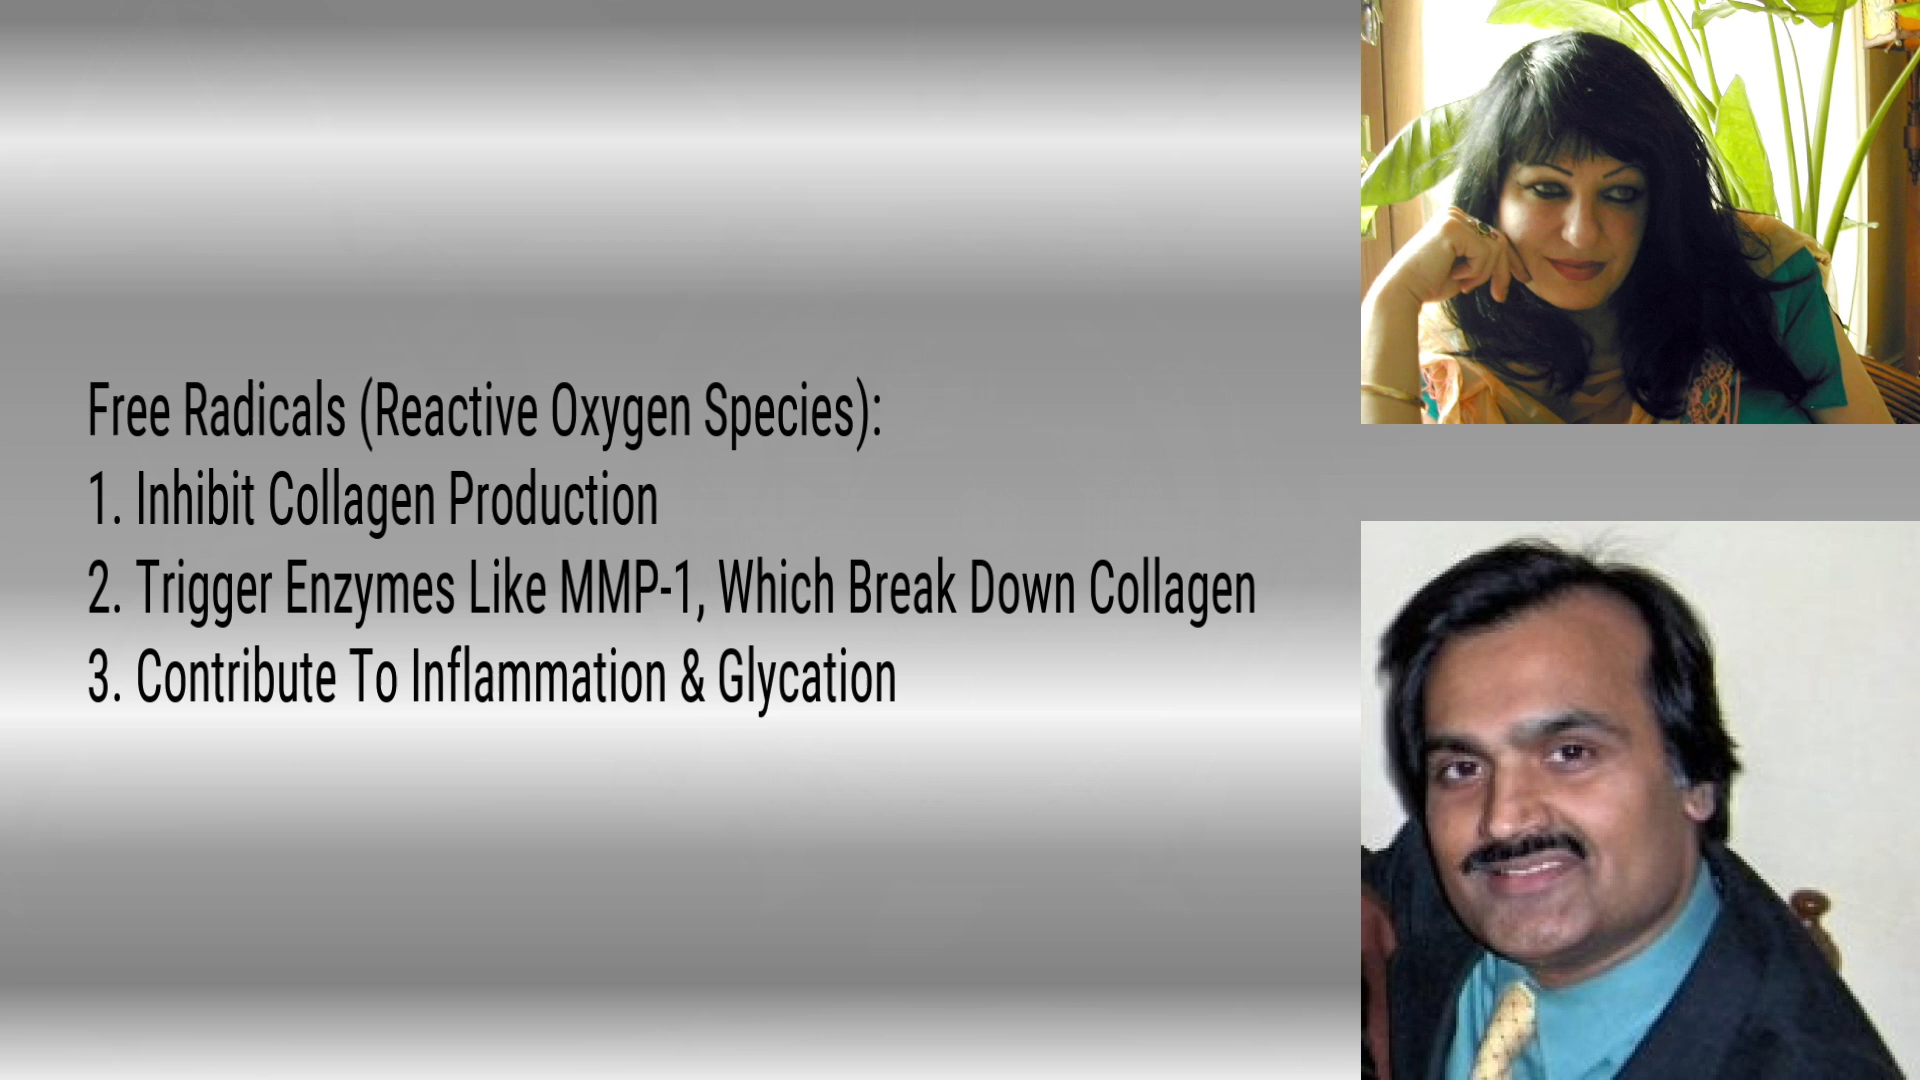 Free Radicals (Reactive Oxygen Species):
1. Inhibit Collagen Production
2. Trigger Enzymes Like MMP-1, Which Break Down Collagen
3. Contribute To Inflammation & Glycation